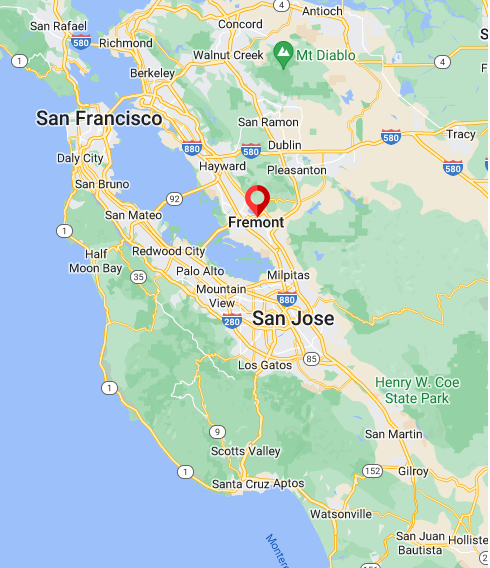 Antioch
4
Concord
San Rafael
580
Richmond
Walnut Creek
Mt Diablo
1
4
Berkeley
San Francisco
San Ramon
Tracy
580
880
Dublin
580
Daly City
Hayward
Pleasanton
580
San Bruno
92
San Mateo
Fremont
1
Half
Moon Bay
Redwood City
Palo Alto
35
Milpitas
Mountain
View
880
280
San Jose
85
Los Gatos
1
Henry W. Coe
State Park
9
San Martin
Scotts Valley
1
152
Gilroy
Santa Cruz
Aptos
Watsonville
San Juan
Bautista